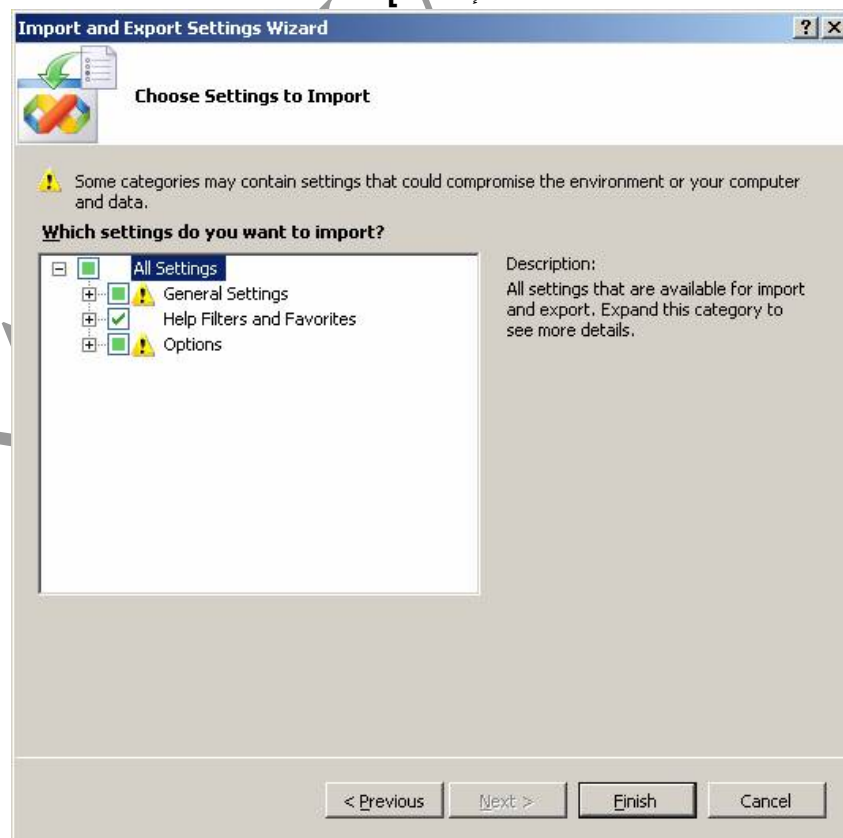 Import and Export Settings Wizard
Choose Settings to Import
Some categories may contain settings that could compromise the environment or your computer
and data.
Which settings do you want to import?
All Settings
General Settings
Help Filters and Favorites
Options
Description:
All settings that are available for import
and export. Expand this category to
see more details.
< Previous
Next >
Finish
Cancel